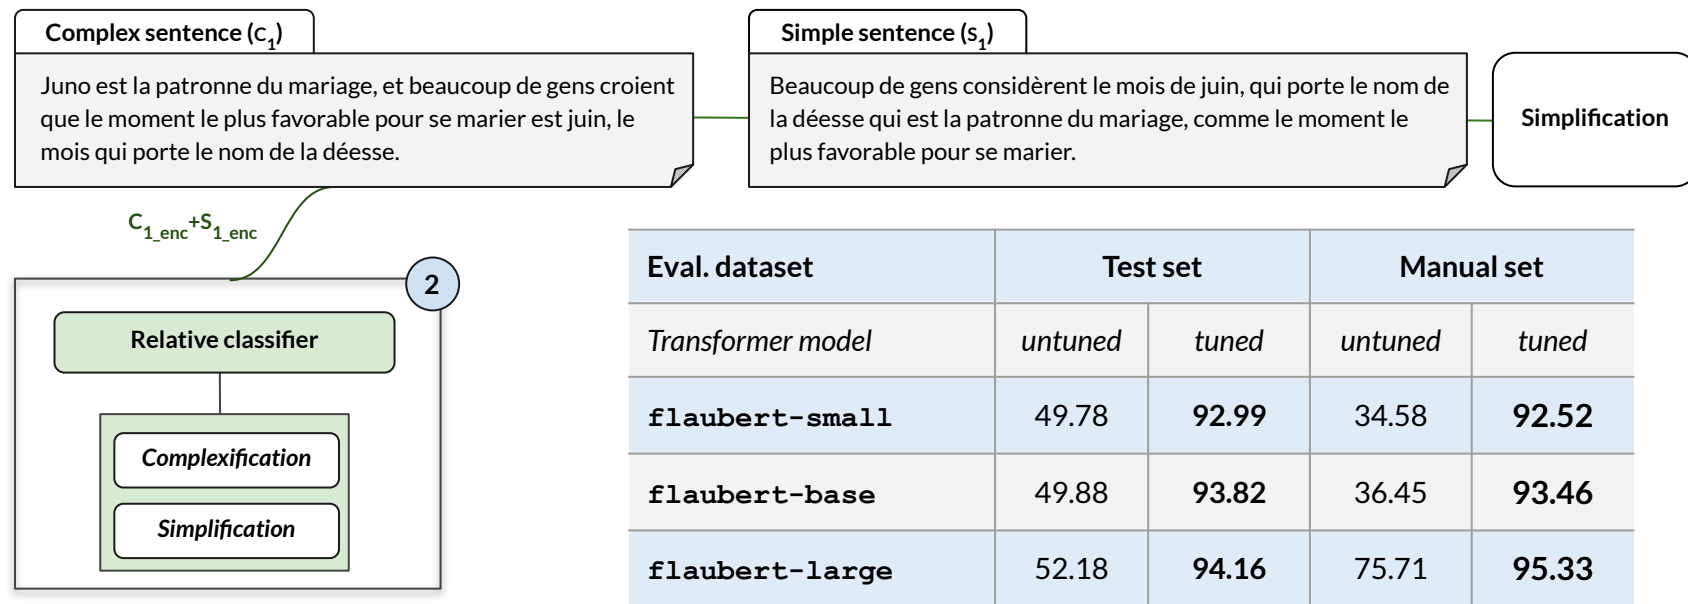 Complex sentence (C1)
Juno est la patronne du mariage, et beaucoup de gens croient
que le moment le plus favorable pour se marier est juin, le
mois qui porte le nom de la déesse.
Simple sentence (s1)
Beaucoup de gens considèrent le mois de juin, qui porte le nom de
la déesse qui est la patronne du mariage, comme le moment le
plus favorable pour se marier.
Simplification
C1_enc+S1_enc
2
Relative classifier
Complexification
Simplification
Eval. dataset Test set Manual set
Transformer model untuned tuned untuned tuned
flaubert-small 49.78 92.99 34.58 92.52
flaubert-base 49.88 93.82 36.45 93.46
flaubert-large 52.18 94.16 75.71 95.33